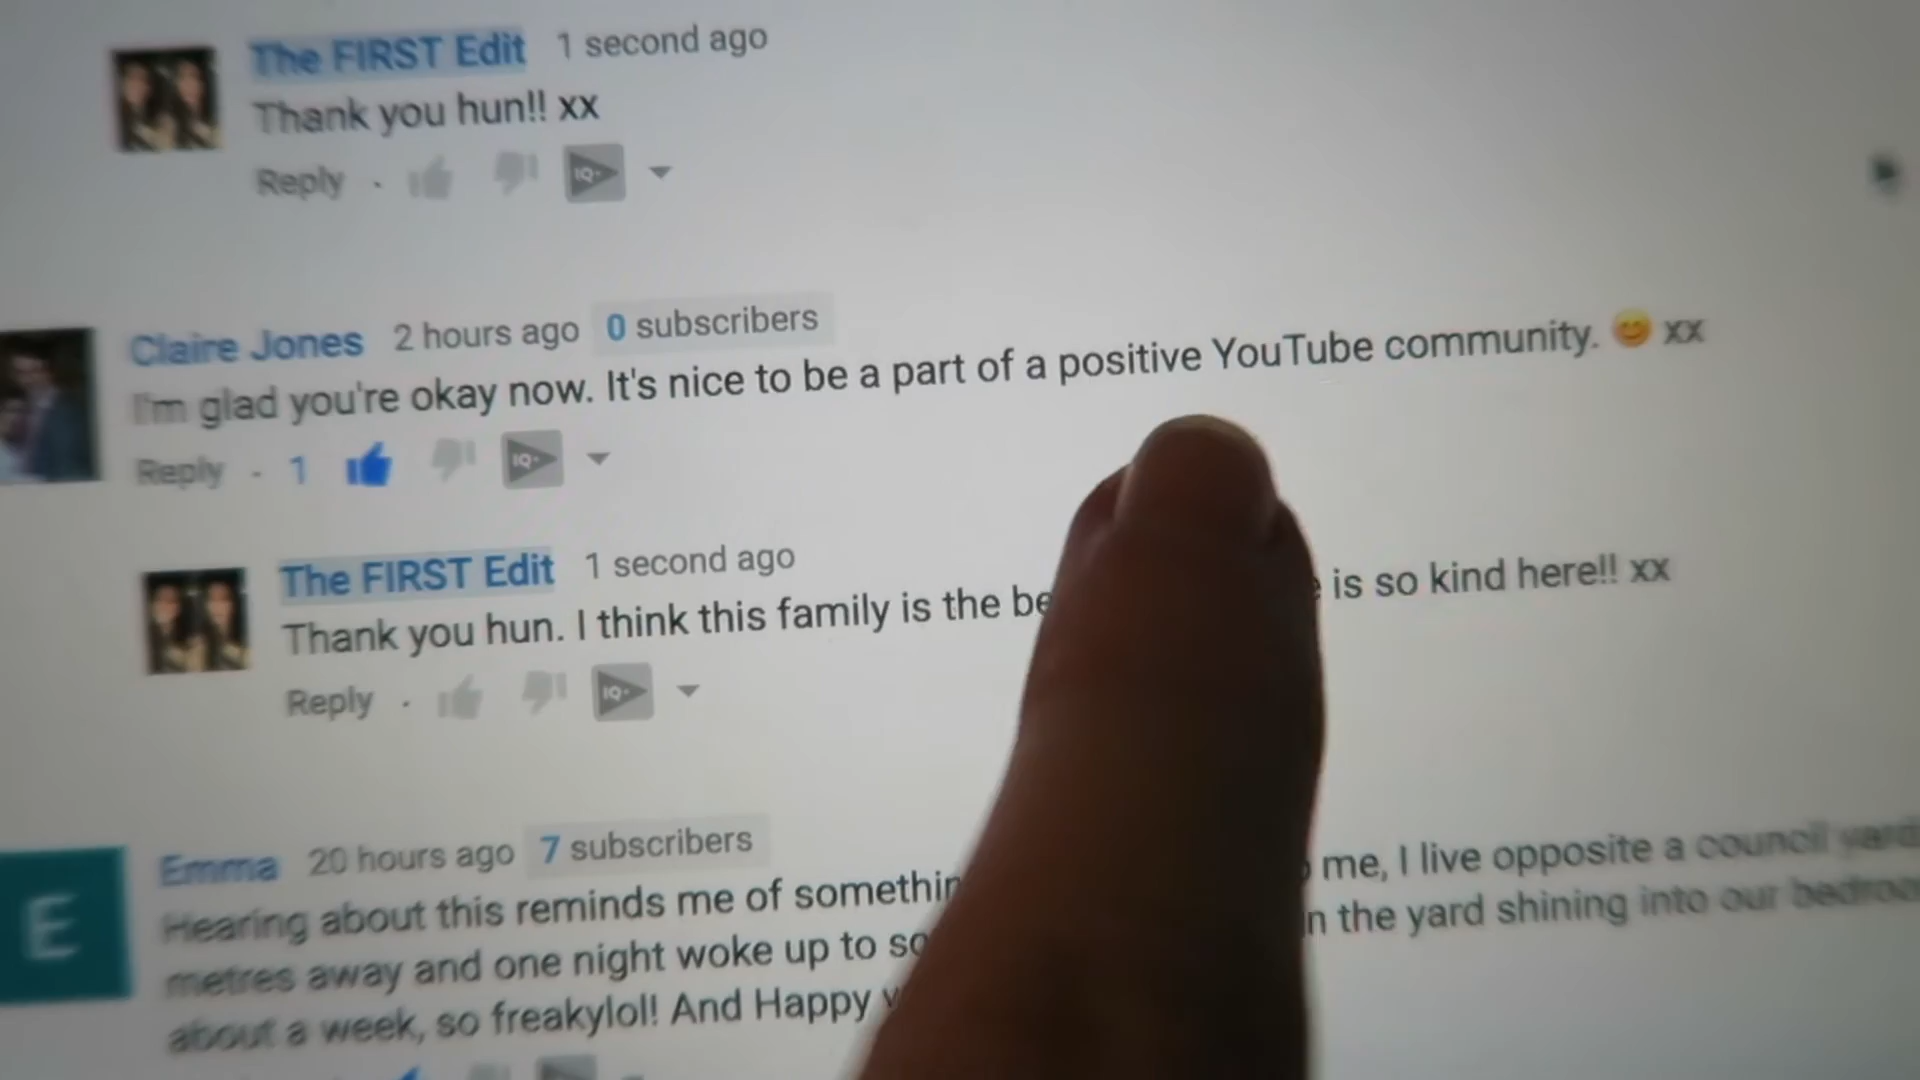 The FIRST Edit 1 second ago
Thank you hun!! xx
Reply · IQ+
Claire Jones 2 hours ago 0 subscribers
I'm glad you're okay now. It's nice to be a part of a positive YouTube community. 😊 xx
Reply · 1 IQ+
The FIRST Edit 1 second ago
Thank you hun. I think this family is the is so kind here!! xx
Reply · IQ+
E
Emma 20 hours ago 7 subscribers
Hearing about this reminds me of me, I live opposite a council yard
metres away and one night woke up to the yard shining into our
about a week, so freakylol! And Happy